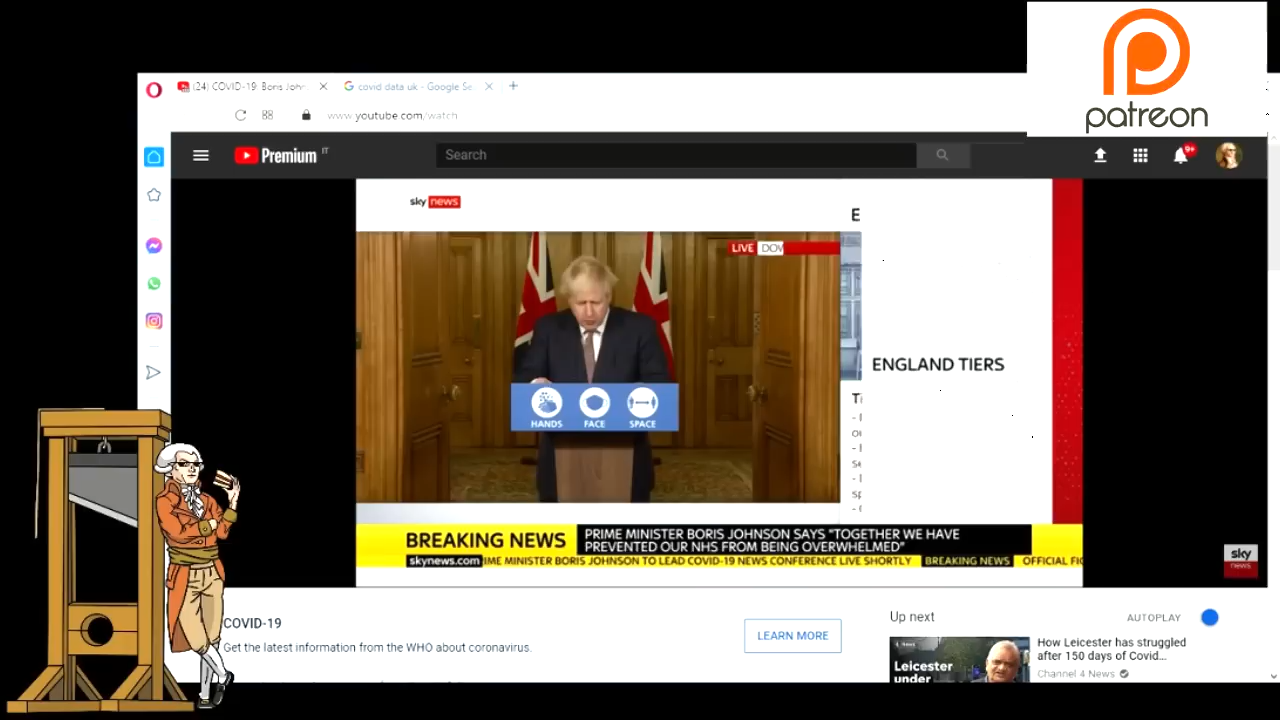 patreon
(24) COVID-19: Boris John
covid data uk - Google Se
www.youtube.com/watch
Premium IT
Search
9+
sky news
E
LIVE
DOW
ENGLAND TIERS
HANDS FACE SPACE
BREAKING NEWS
PRIME MINISTER BORIS JOHNSON SAYS "TOGETHER WE HAVE
PREVENTED OUR NHS FROM BEING OVERWHELMED"
skynews.com
IME MINISTER BORIS JOHNSON TO LEAD COVID-19 NEWS CONFERENCE LIVE SHORTLY BREAKING NEWS OFFICIAL FIG
sky
news
COVID-19
Get the latest information from the WHO about coronavirus.
LEARN MORE
Up next
AUTOPLAY
Leicester
under
How Leicester has struggled
after 150 days of Covid...
Channel 4 News